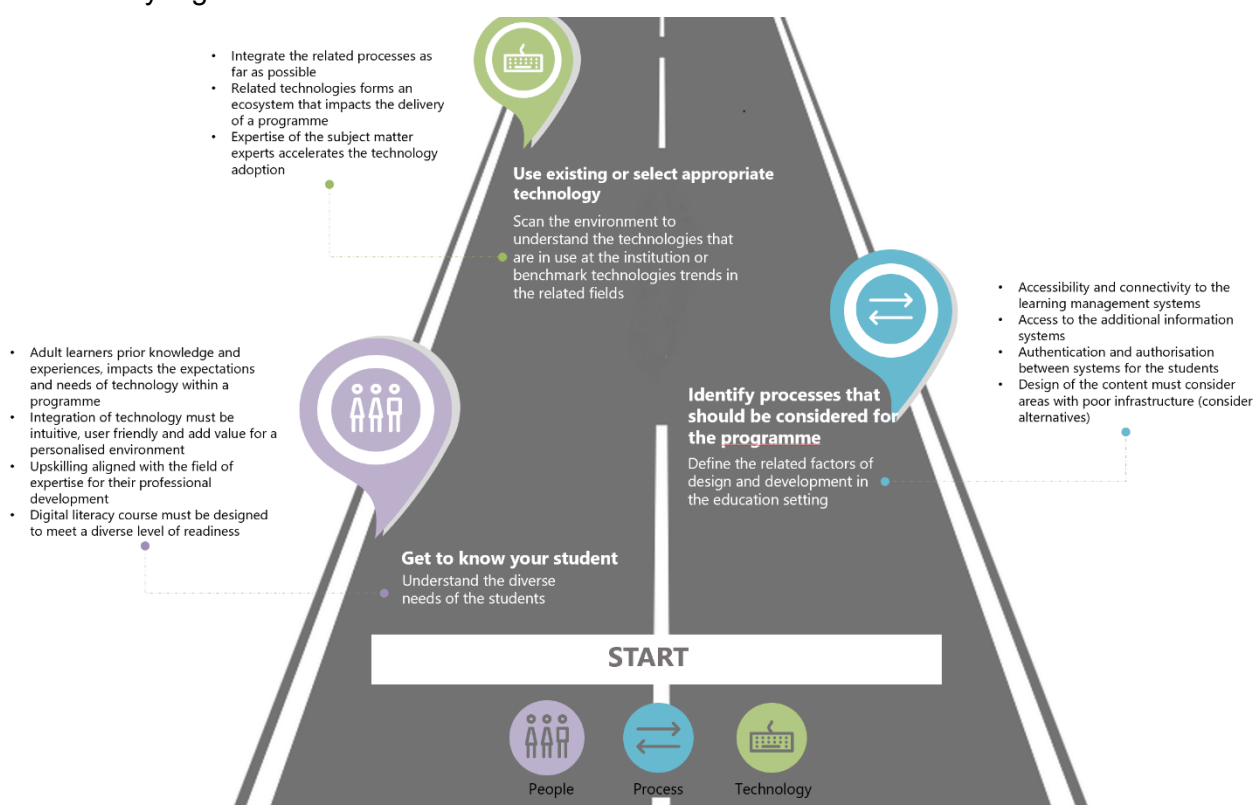 • Integrate the related processes as
far as possible
• Related technologies forms an
ecosystem that impacts the delivery
of a programme
• Expertise of the subject matter
experts accelerates the technology
adoption
Use existing or select appropriate
technology
Scan the environment to
understand the technologies that
are in use at the institution or
benchmark technologies trends in
the related fields
• Accessibility and connectivity to the
learning management systems
• Access to the additional information
systems
• Authentication and authorisation
between systems for the students
• Design of the content must consider
areas with poor infrastructure (consider
alternatives)
Identify processes that
should be considered for
the programme
Define the related factors of
design and development in
the education setting
• Adult learners prior knowledge and
experiences, impacts the expectations
and needs of technology within a
programme
• Integration of technology must be
intuitive, user friendly and add value for a
personalised environment
• Upskilling aligned with the field of
expertise for their professional
development
• Digital literacy course must be designed
to meet a diverse level of readiness
Get to know your student
Understand the diverse
needs of the students
START
People
Process
Technology